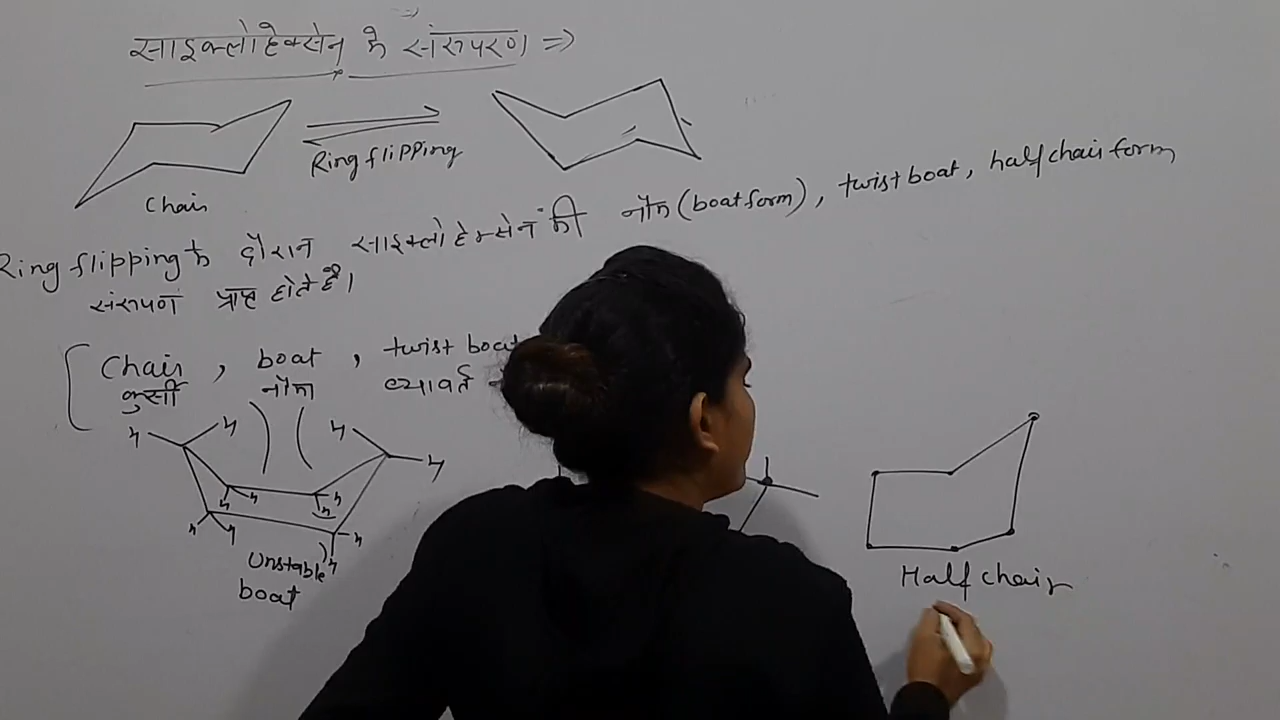 साइक्लोहेक्सेन के संरूपण ⇒
Ring flipping
Chair
Ring flipping के दौरान साइक्लोहेक्सेन की नौका (boat form), twist boat, half chair form
संरूपण प्राप्त होते है।
Chair, boat, twist boat
कुर्सी नौका व्यावर्त
H H H H
H H H H
H H H
H
Unstable
boat
Half chair